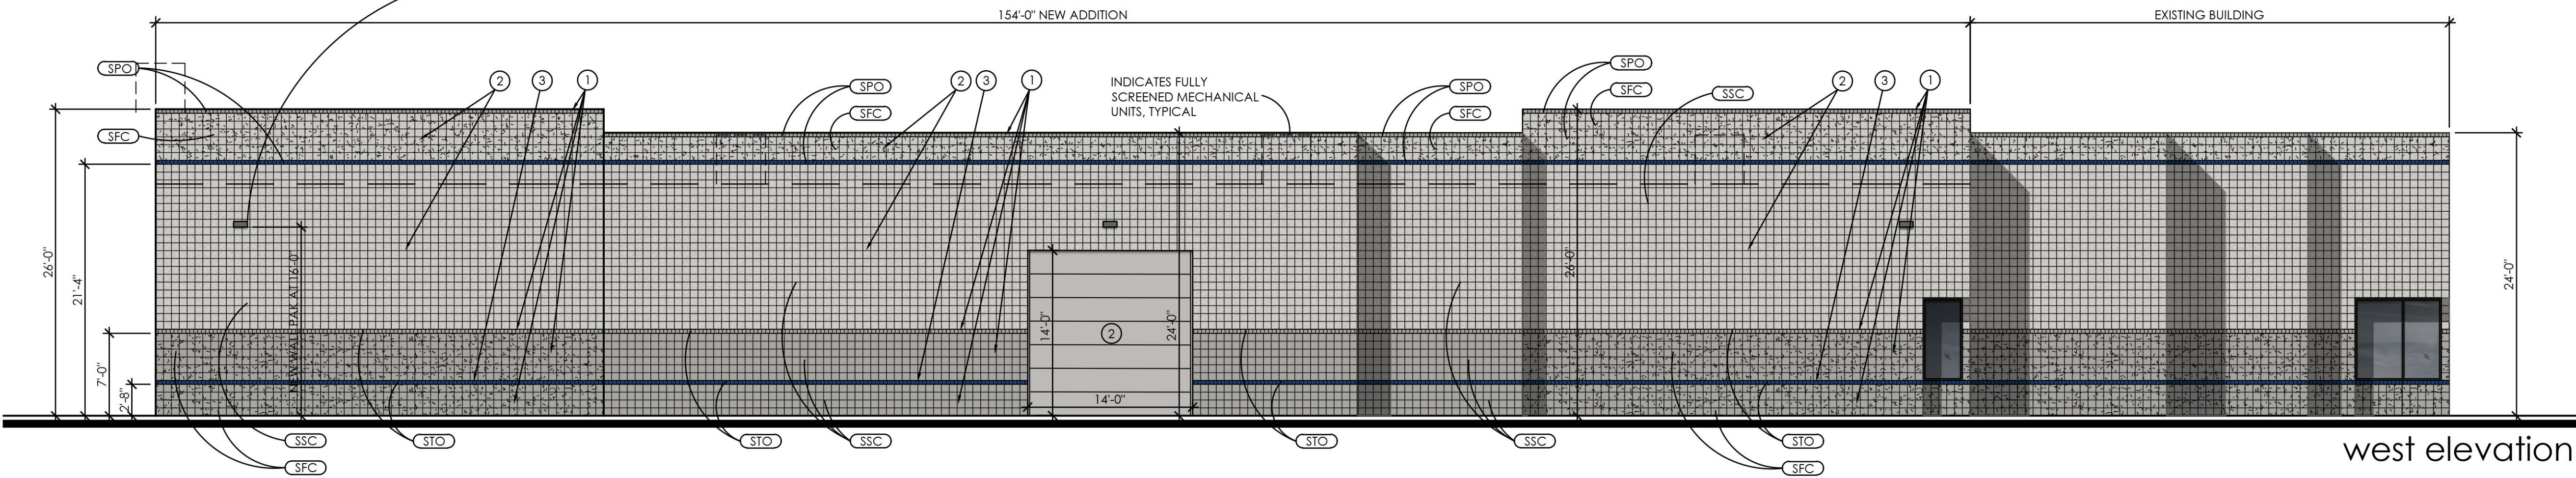 154'-0" NEW ADDITION
EXISTING BUILDING
SPO
SFC
2
3
1
SPO
SFC
2
3
1
INDICATES FULLY
SCREENED MECHANICAL
UNITS, TYPICAL
SPO
SFC
SPO
SFC
SSC
2
3
1
26'-0"
21'-4"
7'-0"
2'-8"
NEW WALL PAK AT 16'-0"
14'-0"
2
24'-0"
14'-0"
26'-0"
24'-0"
SSC
SFC
STO
STO
SSC
STO
SSC
STO
SFC
west elevation